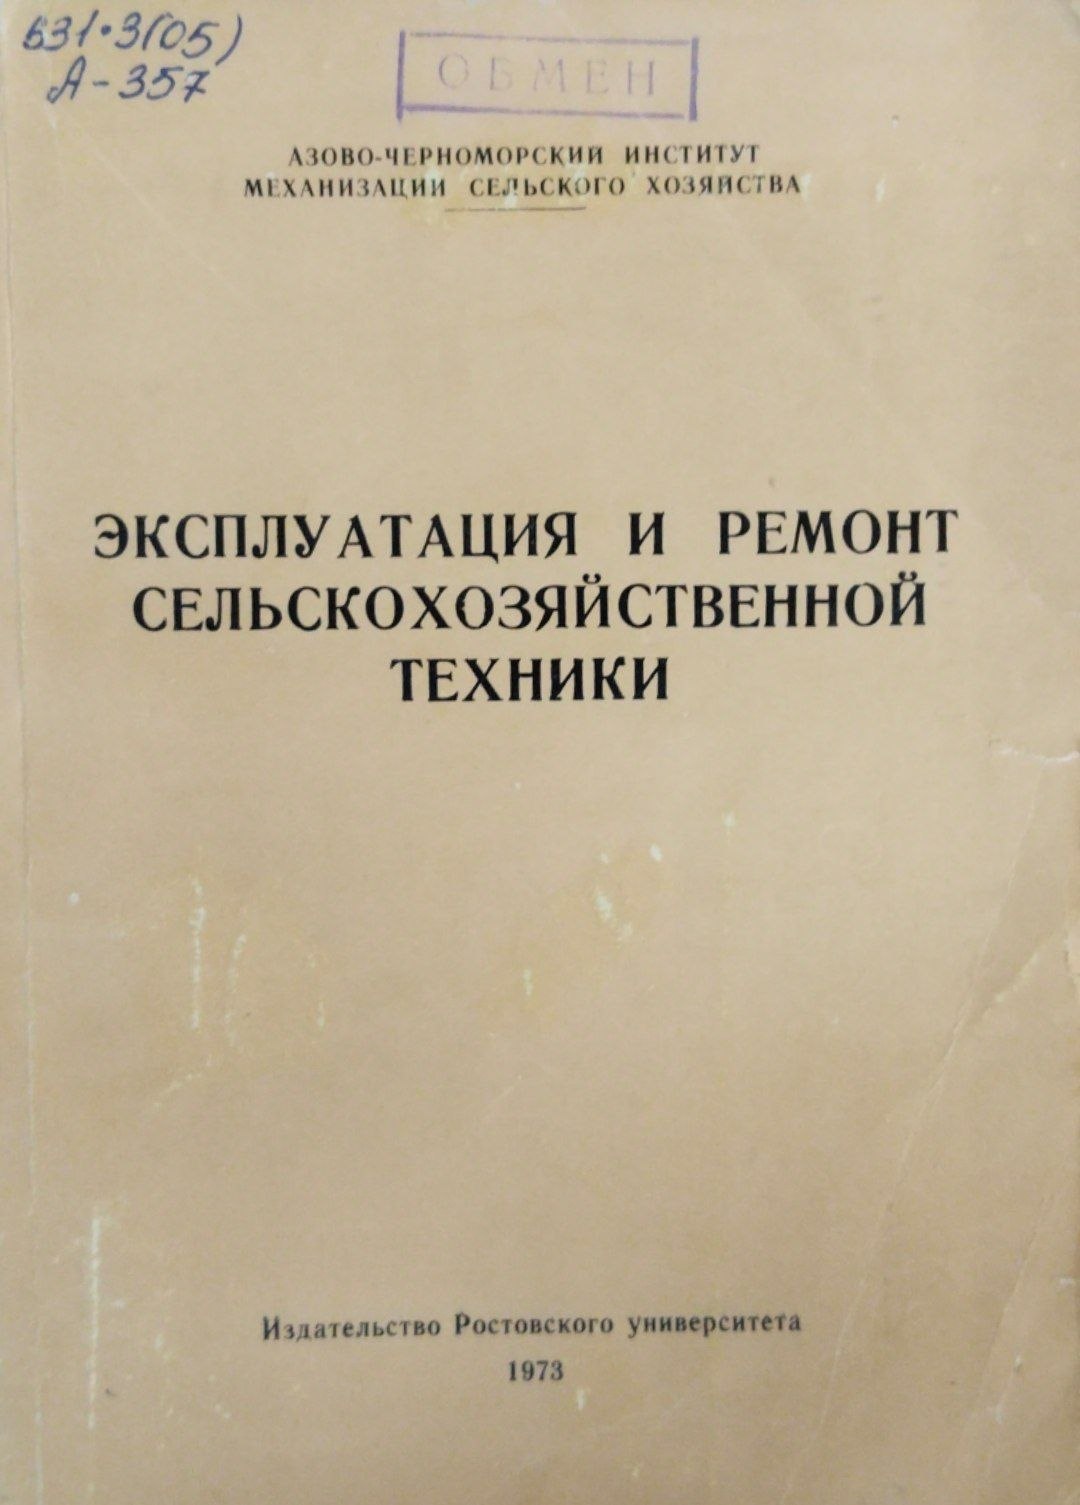 631.3(05)
А-357
ОБМЕН
АЗОВО-ЧЕРНОМОРСКИЙ ИНСТИТУТ
МЕХАНИЗАЦИИ СЕЛЬСКОГО ХОЗЯЙСТВА
ЭКСПЛУАТАЦИЯ И РЕМОНТ
СЕЛЬСКОХОЗЯЙСТВЕННОЙ
ТЕХНИКИ
Издательство Ростовского университета
1973